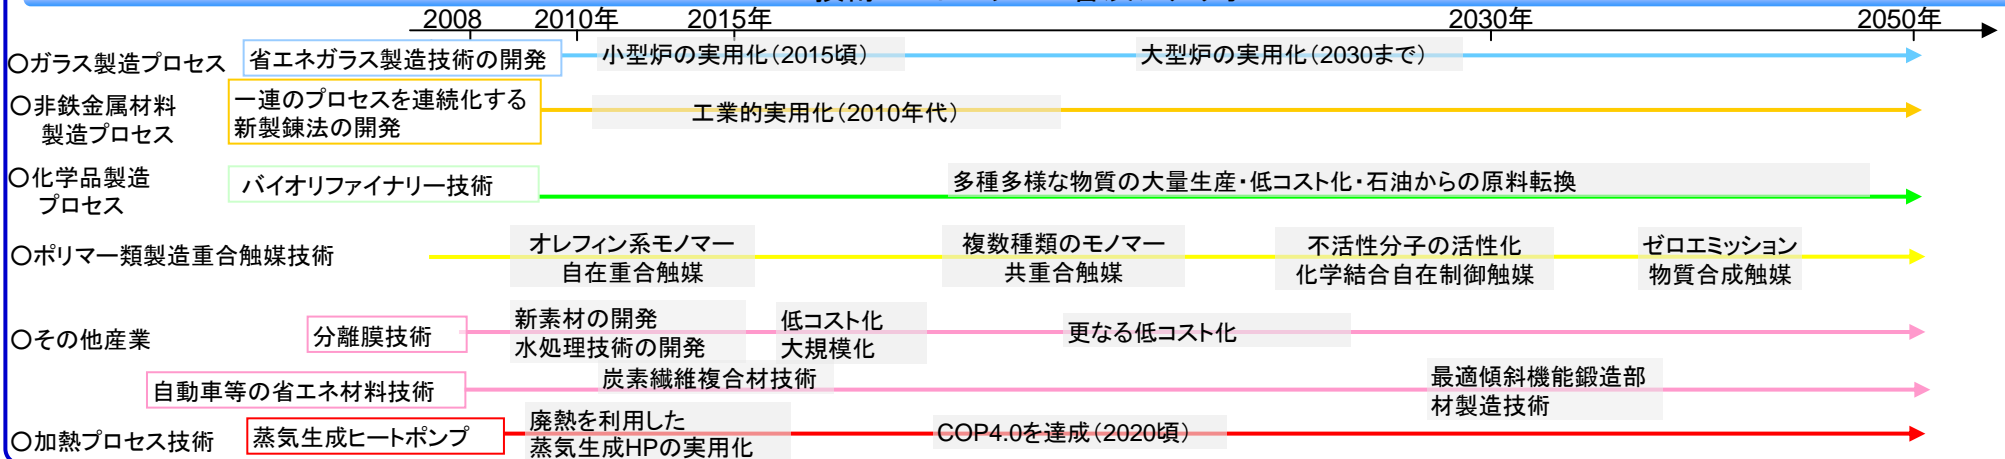 2008 2010年 2015年 2030年 2050年
○ガラス製造プロセス 省エネガラス製造技術の開発 小型炉の実用化(2015頃) 大型炉の実用化(2030まで)
○非鉄金属材料
製造プロセス
一連のプロセスを連続化する
新製錬法の開発
工業的実用化(2010年代)
○化学品製造
プロセス
バイオリファイナリー技術
多種多様な物質の大量生産・低コスト化・石油からの原料転換
○ポリマー類製造重合触媒技術
オレフィン系モノマー
自在重合触媒
複数種類のモノマー
共重合触媒
不活性分子の活性化
化学結合自在制御触媒
ゼロエミッション
物質合成触媒
○その他産業
分離膜技術
新素材の開発
水処理技術の開発
低コスト化
大規模化
更なる低コスト化
自動車等の省エネ材料技術
炭素繊維複合材技術
最適傾斜機能鍛造部
材製造技術
○加熱プロセス技術
蒸気生成ヒートポンプ
廃熱を利用した
蒸気生成HPの実用化
COP4.0を達成(2020頃)